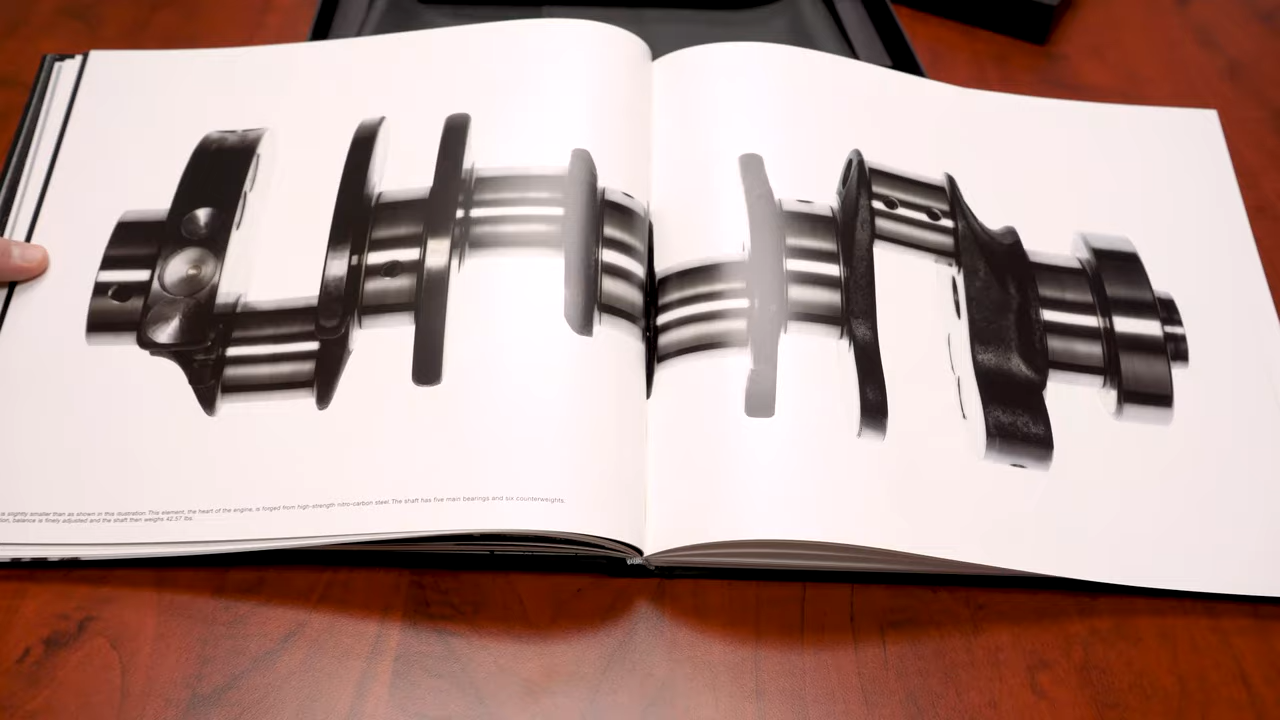 is slightly smaller than as shown in this illustration. This element, the heart of the engine, is forged from high-strength nitro-carbon steel. The shaft has five main bearings and six counterweights.
tion, balance is finely adjusted and the shaft then weighs 42.57 lbs.